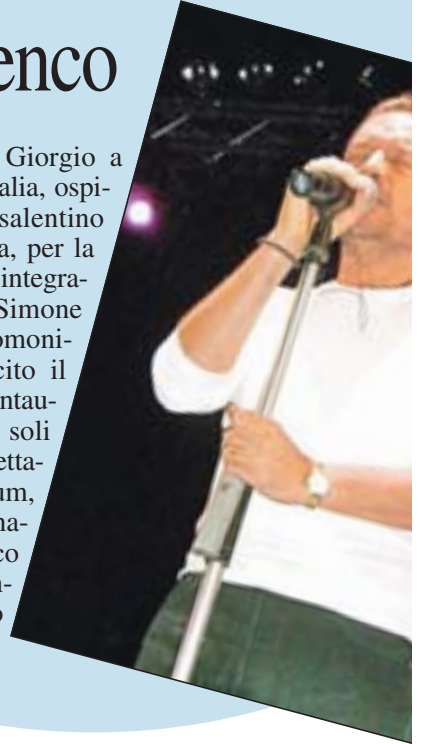 enco
Giorgio a
alia, ospi-
salentino
a, per la
integra-
Simone
omoni-
cito il
ntau-
soli
etta-
um,
na-
co
n-